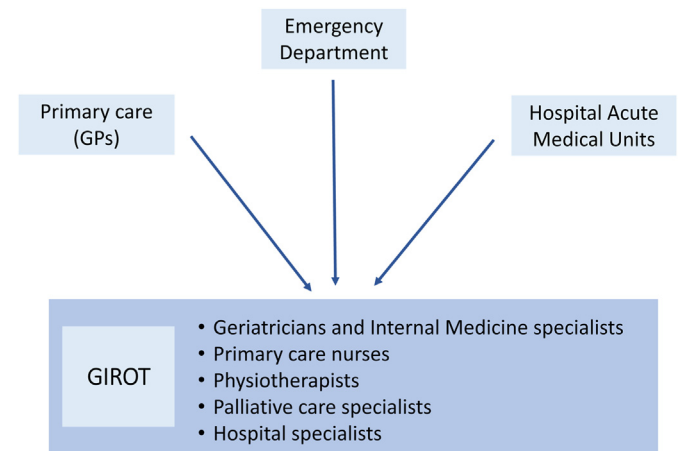 Emergency
Department
Primary care
(GPs)
Hospital Acute
Medical Units
GIROT
• Geriatricians and Internal Medicine specialists
• Primary care nurses
• Physiotherapists
• Palliative care specialists
• Hospital specialists